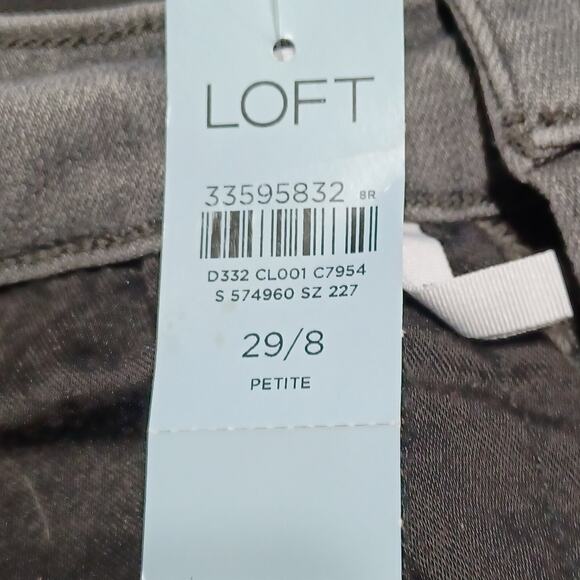 LOFT
33595832 8R
D332 CL001 C7954
S 574960 SZ 227
29/8
PETITE